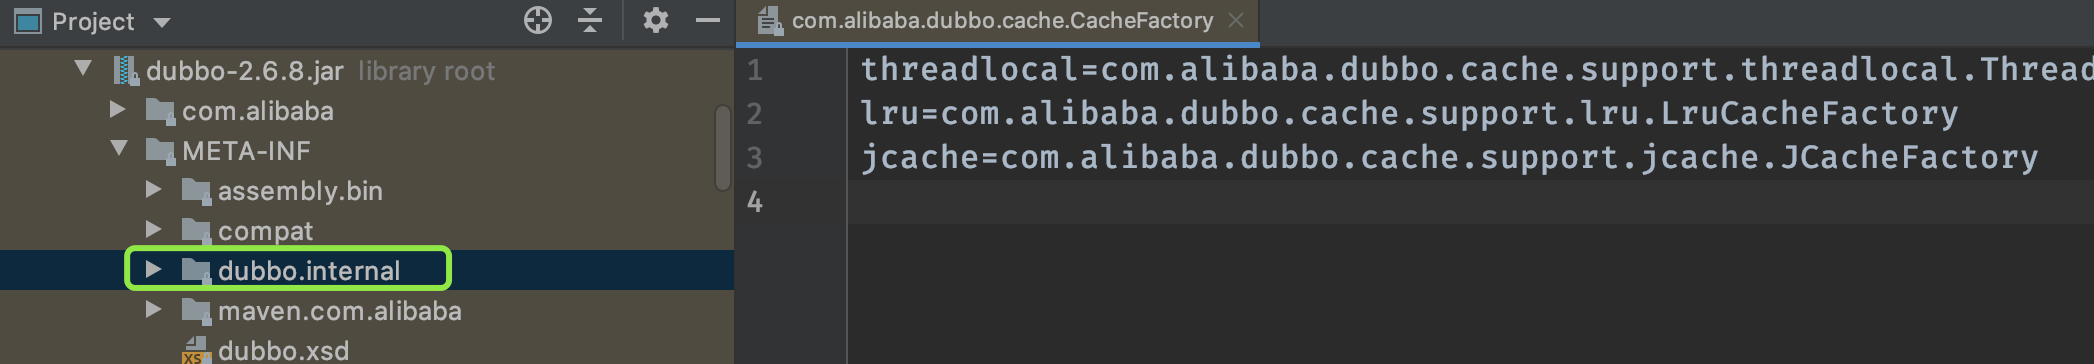 Project
dubbo-2.6.8.jar library root
com.alibaba
META-INF
assembly.bin
compat
dubbo.internal
maven.com.alibaba
XS
dubbo.xsd
com.alibaba.dubbo.cache.CacheFactory
1 threadlocal=com.alibaba.dubbo.cache.support.threadlocal.Thread
2 lru=com.alibaba.dubbo.cache.support.lru.LruCacheFactory
3 jcache=com.alibaba.dubbo.cache.support.jcache.JCacheFactory
4